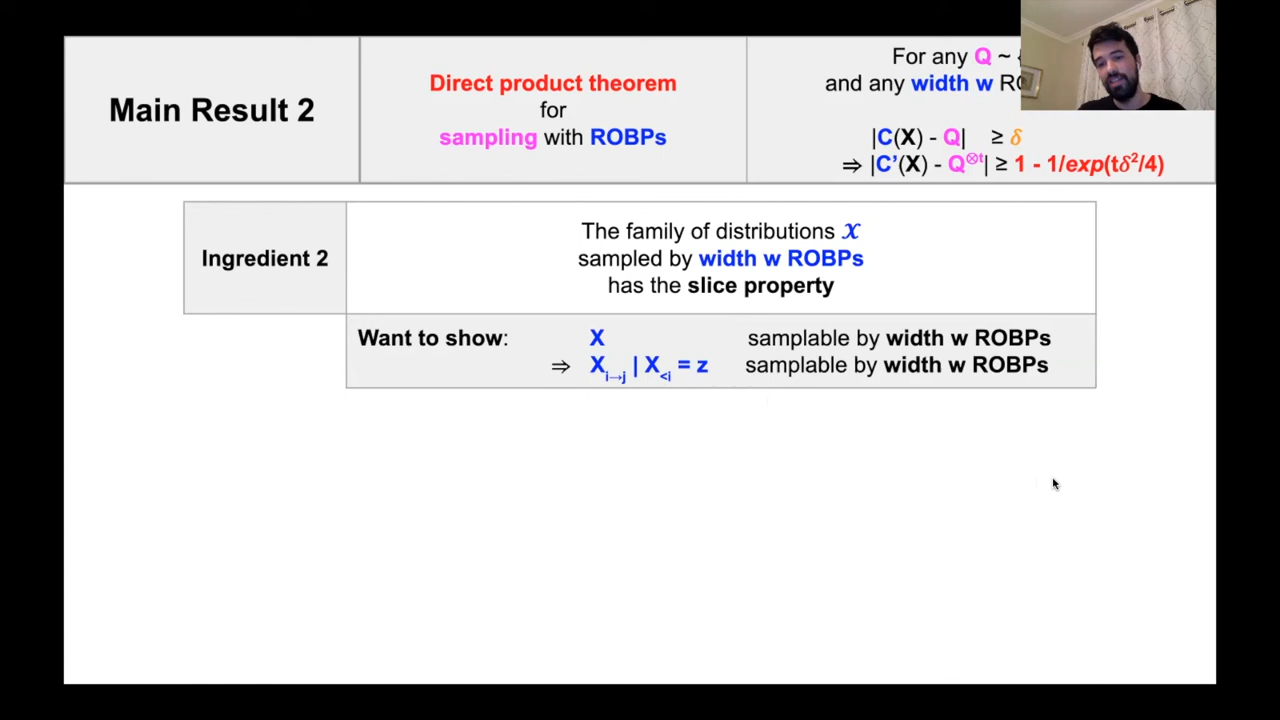 Main Result 2
Direct product theorem
for
sampling with ROBPs
For any Q ~
and any width w
|C(X) - Q| ≥ δ
⇒ |C’(X) - Q⊗t| ≥ 1 - 1/exp(tδ²/4)
Ingredient 2
The family of distributions 𝒳
sampled by width w ROBPs
has the slice property
Want to show: X samplable by width w ROBPs
⇒ Xi→j | X<i = z samplable by width w ROBPs